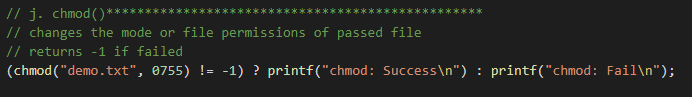 // j. chmod()************************************************
// changes the mode or file permissions of passed file
// returns -1 if failed
(chmod("demo.txt", 0755) != -1) ? printf("chmod: Success\n") : printf("chmod: Fail\n");